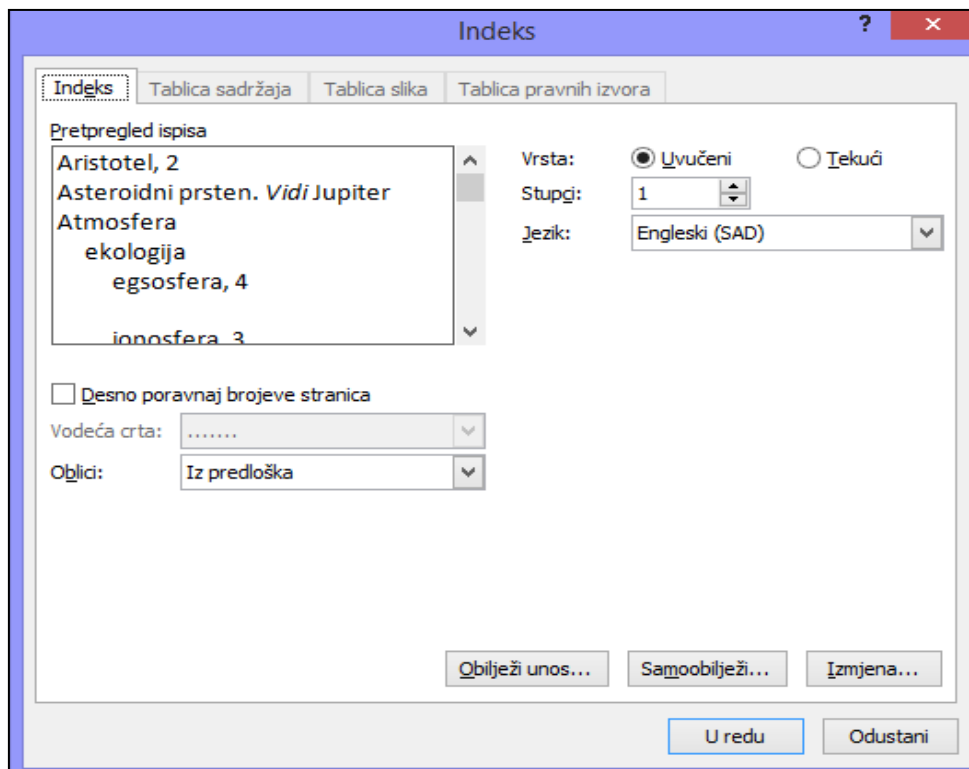 Indeks
?
Indeks Tablica sadržaja Tablica slika Tablica pravnih izvora
Pretpregled ispisa
Aristotel, 2
Asteroidni prsten. Vidi Jupiter
Atmosfera
ekologija
egsosfera, 4
ionosfera, 3
Vrsta: Uvučeni Tekući
Stupci: 1
Jezik: Engleski (SAD)
Desno poravnaj brojeve stranica
Vodeća crta: .......
Oblici: Iz predloška
Obilježi unos... Samoobilježi... Izmjena...
U redu Odustani